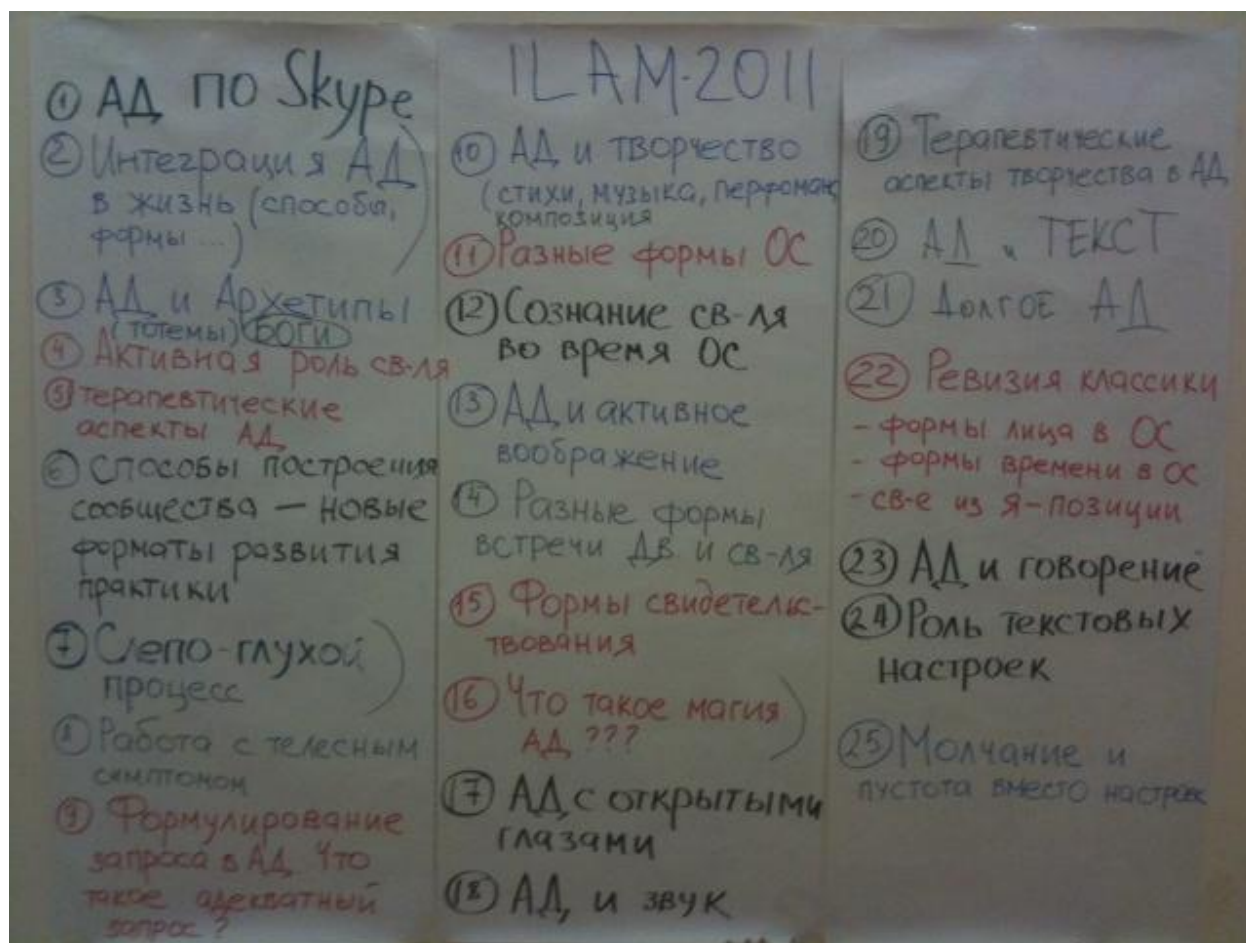 ① АД по Skype
② Интеграция АД
в жизнь (способы,
формы ...)
③ АД и Архетипы
(тотемы) БОГИ
④ Активная роль св-ля
⑤ терапевтические
аспекты АД
⑥ Способы построения
сообщества — новые
форматы развития
практики
⑦ Слепо-глухой
процесс
⑧ Работа с телесным
симптомом
⑨ Формулирование
запроса в АД. Что
такое адекватный
запрос?
ILAM-2011
⑩ АД и творчество
(стихи, музыка, перфоманс
композиция
⑪ Разные формы ОС
⑫ Сознание св-ля
во время ОС
⑬ АД и активное
воображение
⑭ Разные формы
встречи ДВ и св-ля
⑮ Формы свидетельс-
твования
⑯ Что такое магия
АД ???
⑰ АД с открытыми
глазами
⑱ АД и звук
⑲ Терапевтические
аспекты творчества в АД
⑳ АД и ТЕКСТ
㉑ Долгое АД
㉒ Ревизия классики
- формы лица в ОС
- формы времени в ОС
- св-е из Я-позиции
㉓ АД и говорение
㉔ Роль текстовых
настроек
㉕ Молчание и
пустота вместо настроек